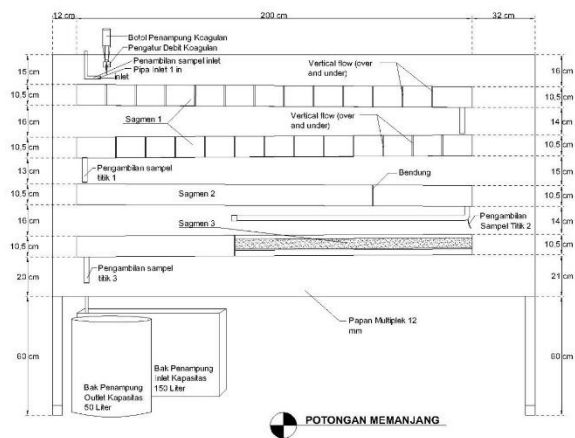 12 cm
200 cm
32 cm
Botol Penampung Koagulan
Pengatur Debit Koagulan
Penambilan sampel inlet
Pipa Inlet 1 in
inlet
Vertical flow (over
and under)
15 cm
16 cm
10,5 cm
10,5 cm
Sagmen 1
Vertical flow (over
and under)
16 cm
14 cm
10,5 cm
10,5 cm
13 cm
15 cm
Pengambilan sampel
titik 1
Bendung
Sagmen 2
10,5 cm
10,5 cm
16 cm
14 cm
Pengambilan
Sampel Titik 2
Sagmen 3
10,5 cm
10,5 cm
Pengambilan sampel
titik 3
20 cm
21 cm
Papan Multiplek 12
mm
60 cm
60 cm
Bak Penampung
Inlet Kapasitas
150 Liter
Bak Penampung
Outlet Kapasitas
50 Liter
POTONGAN MEMANJANG